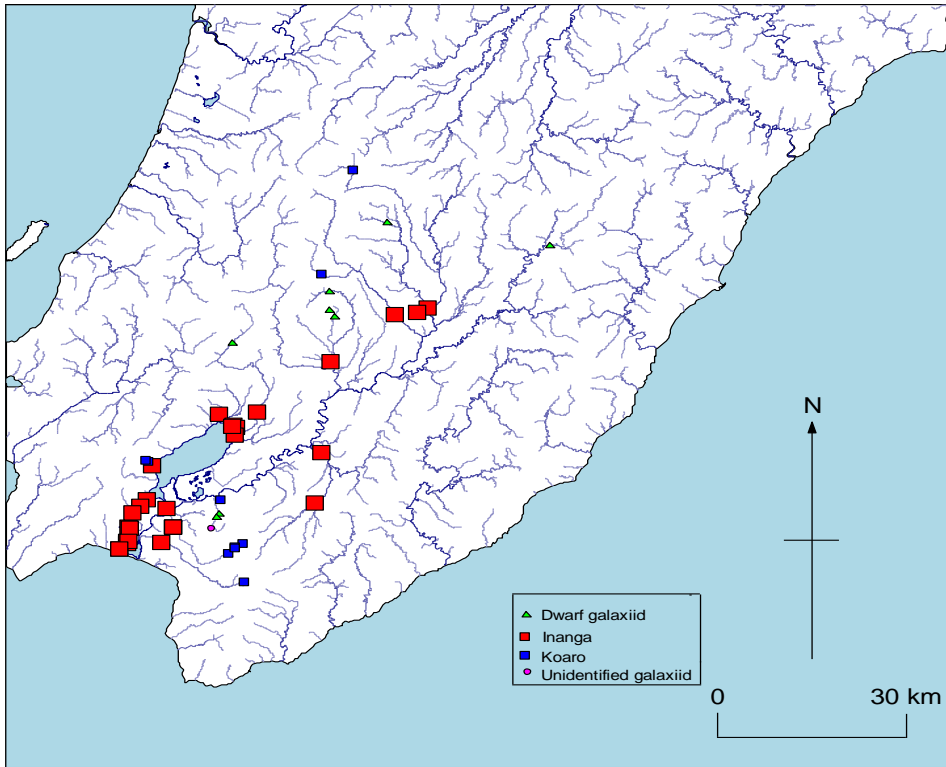 N
Dwarf galaxiid
Inanga
Koaro
Unidentified galaxiid
0 30 km